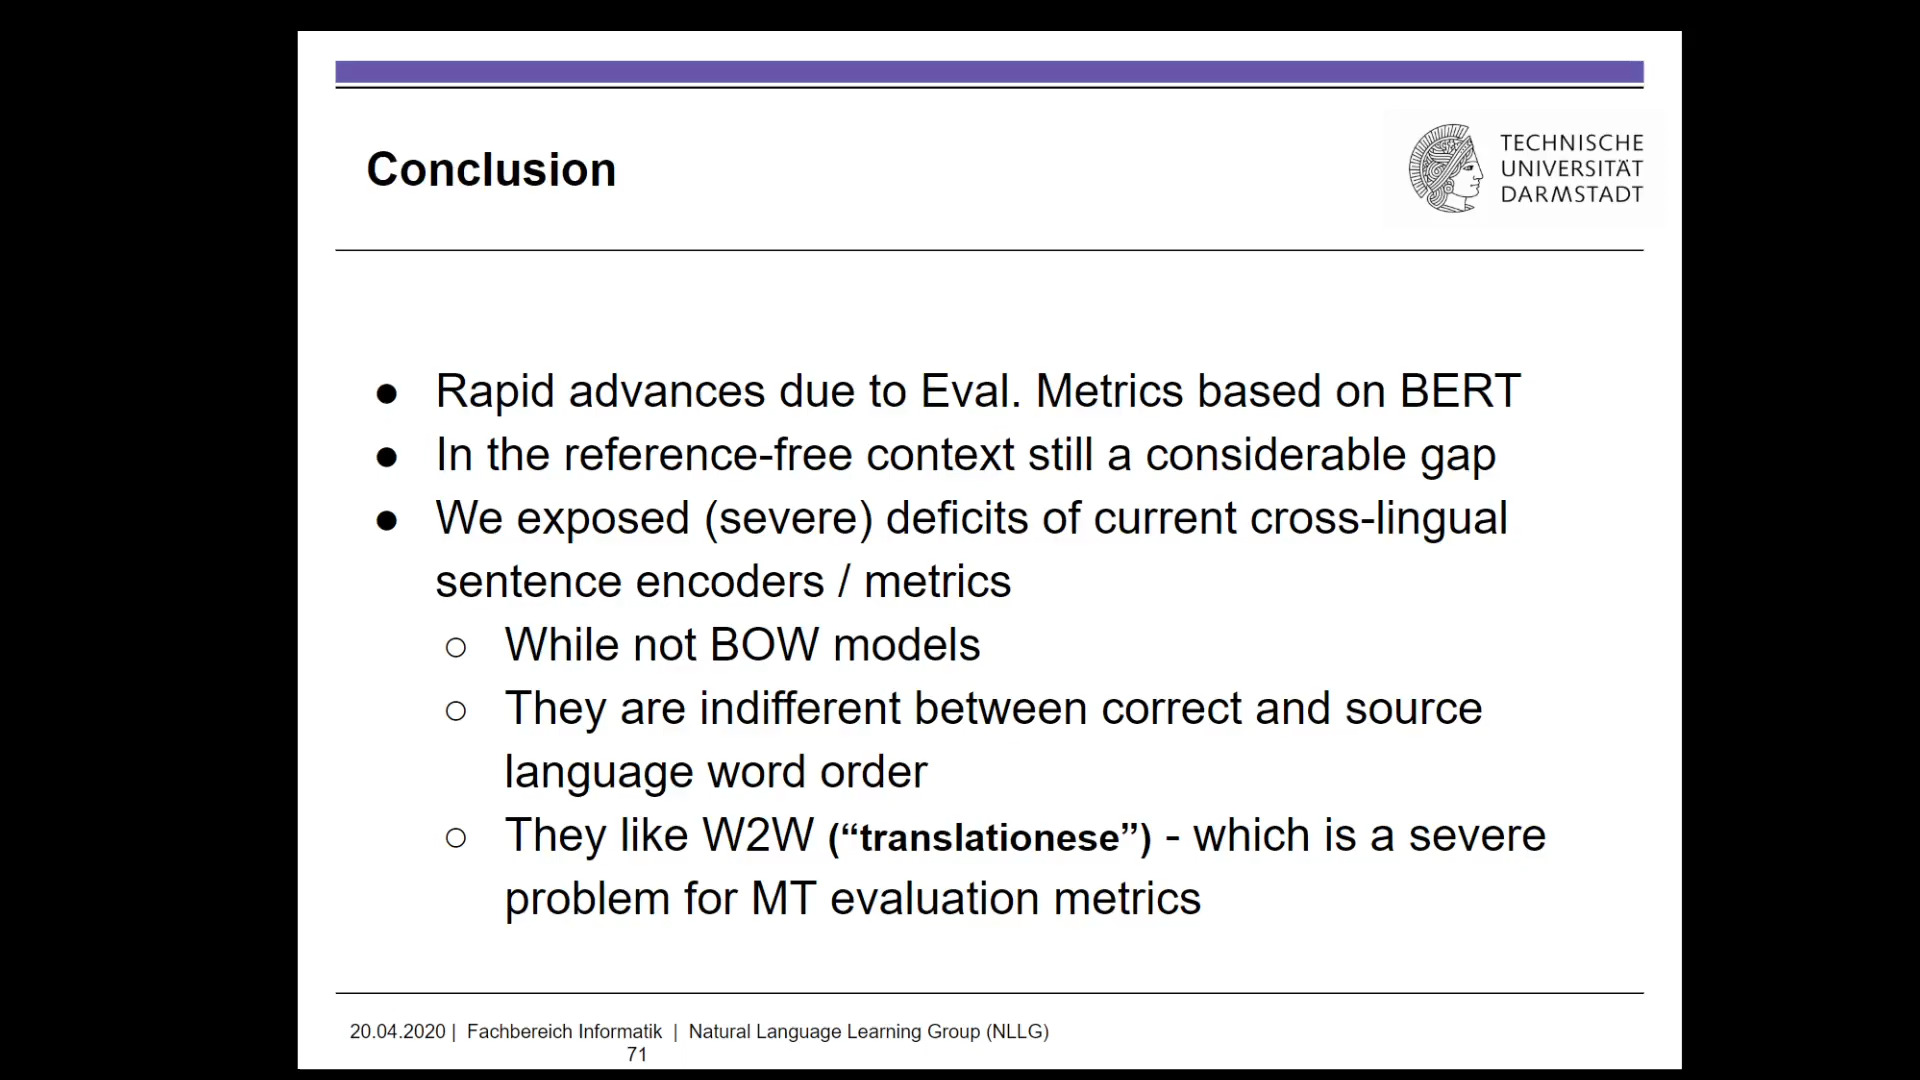 Conclusion
TECHNISCHE
UNIVERSITÄT
DARMSTADT
● Rapid advances due to Eval. Metrics based on BERT
● In the reference-free context still a considerable gap
● We exposed (severe) deficits of current cross-lingual
sentence encoders / metrics
○ While not BOW models
○ They are indifferent between correct and source
language word order
○ They like W2W (“translationese”) - which is a severe
problem for MT evaluation metrics
20.04.2020 | Fachbereich Informatik | Natural Language Learning Group (NLLG)
71